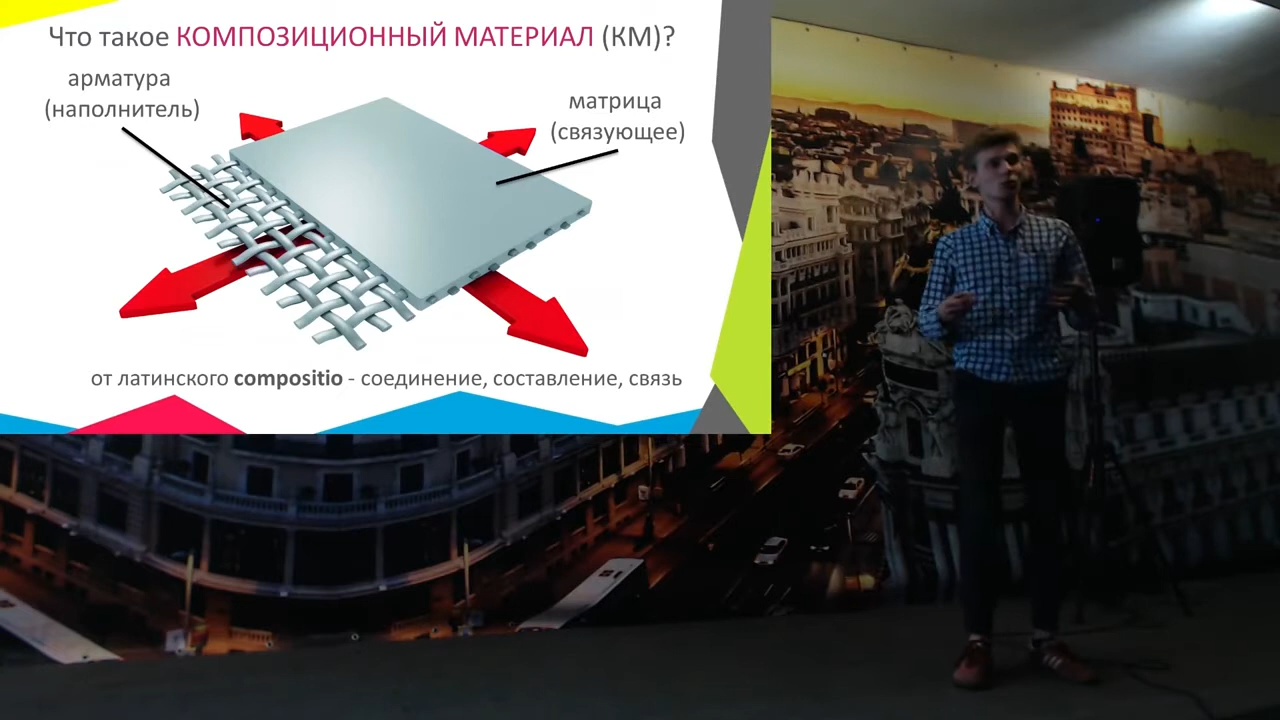 Что такое КОМПОЗИЦИОННЫЙ МАТЕРИАЛ (КМ)?
арматура
(наполнитель)
матрица
(связующее)
от латинского compositio - соединение, составление, связь